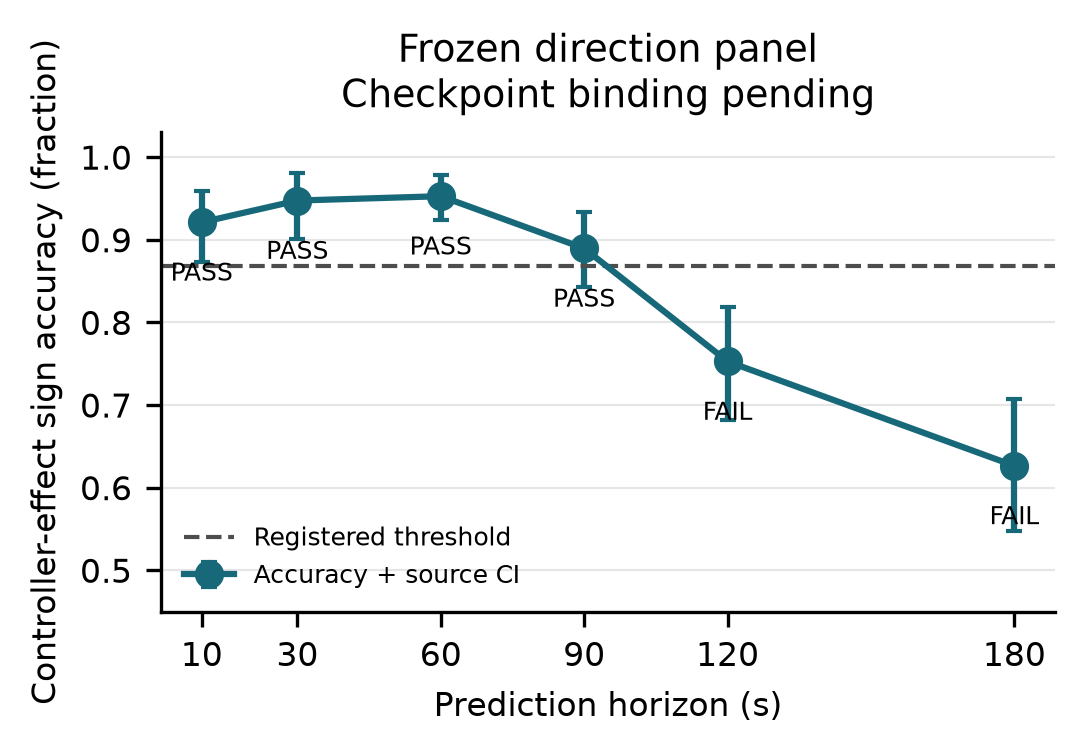 Frozen direction panel
Checkpoint binding pending
Controller-effect sign accuracy (fraction)
1.0
0.9
0.8
0.7
0.6
0.5
PASS
PASS
PASS
PASS
FAIL
FAIL
Registered threshold
Accuracy + source CI
10 30 60 90 120 180
Prediction horizon (s)